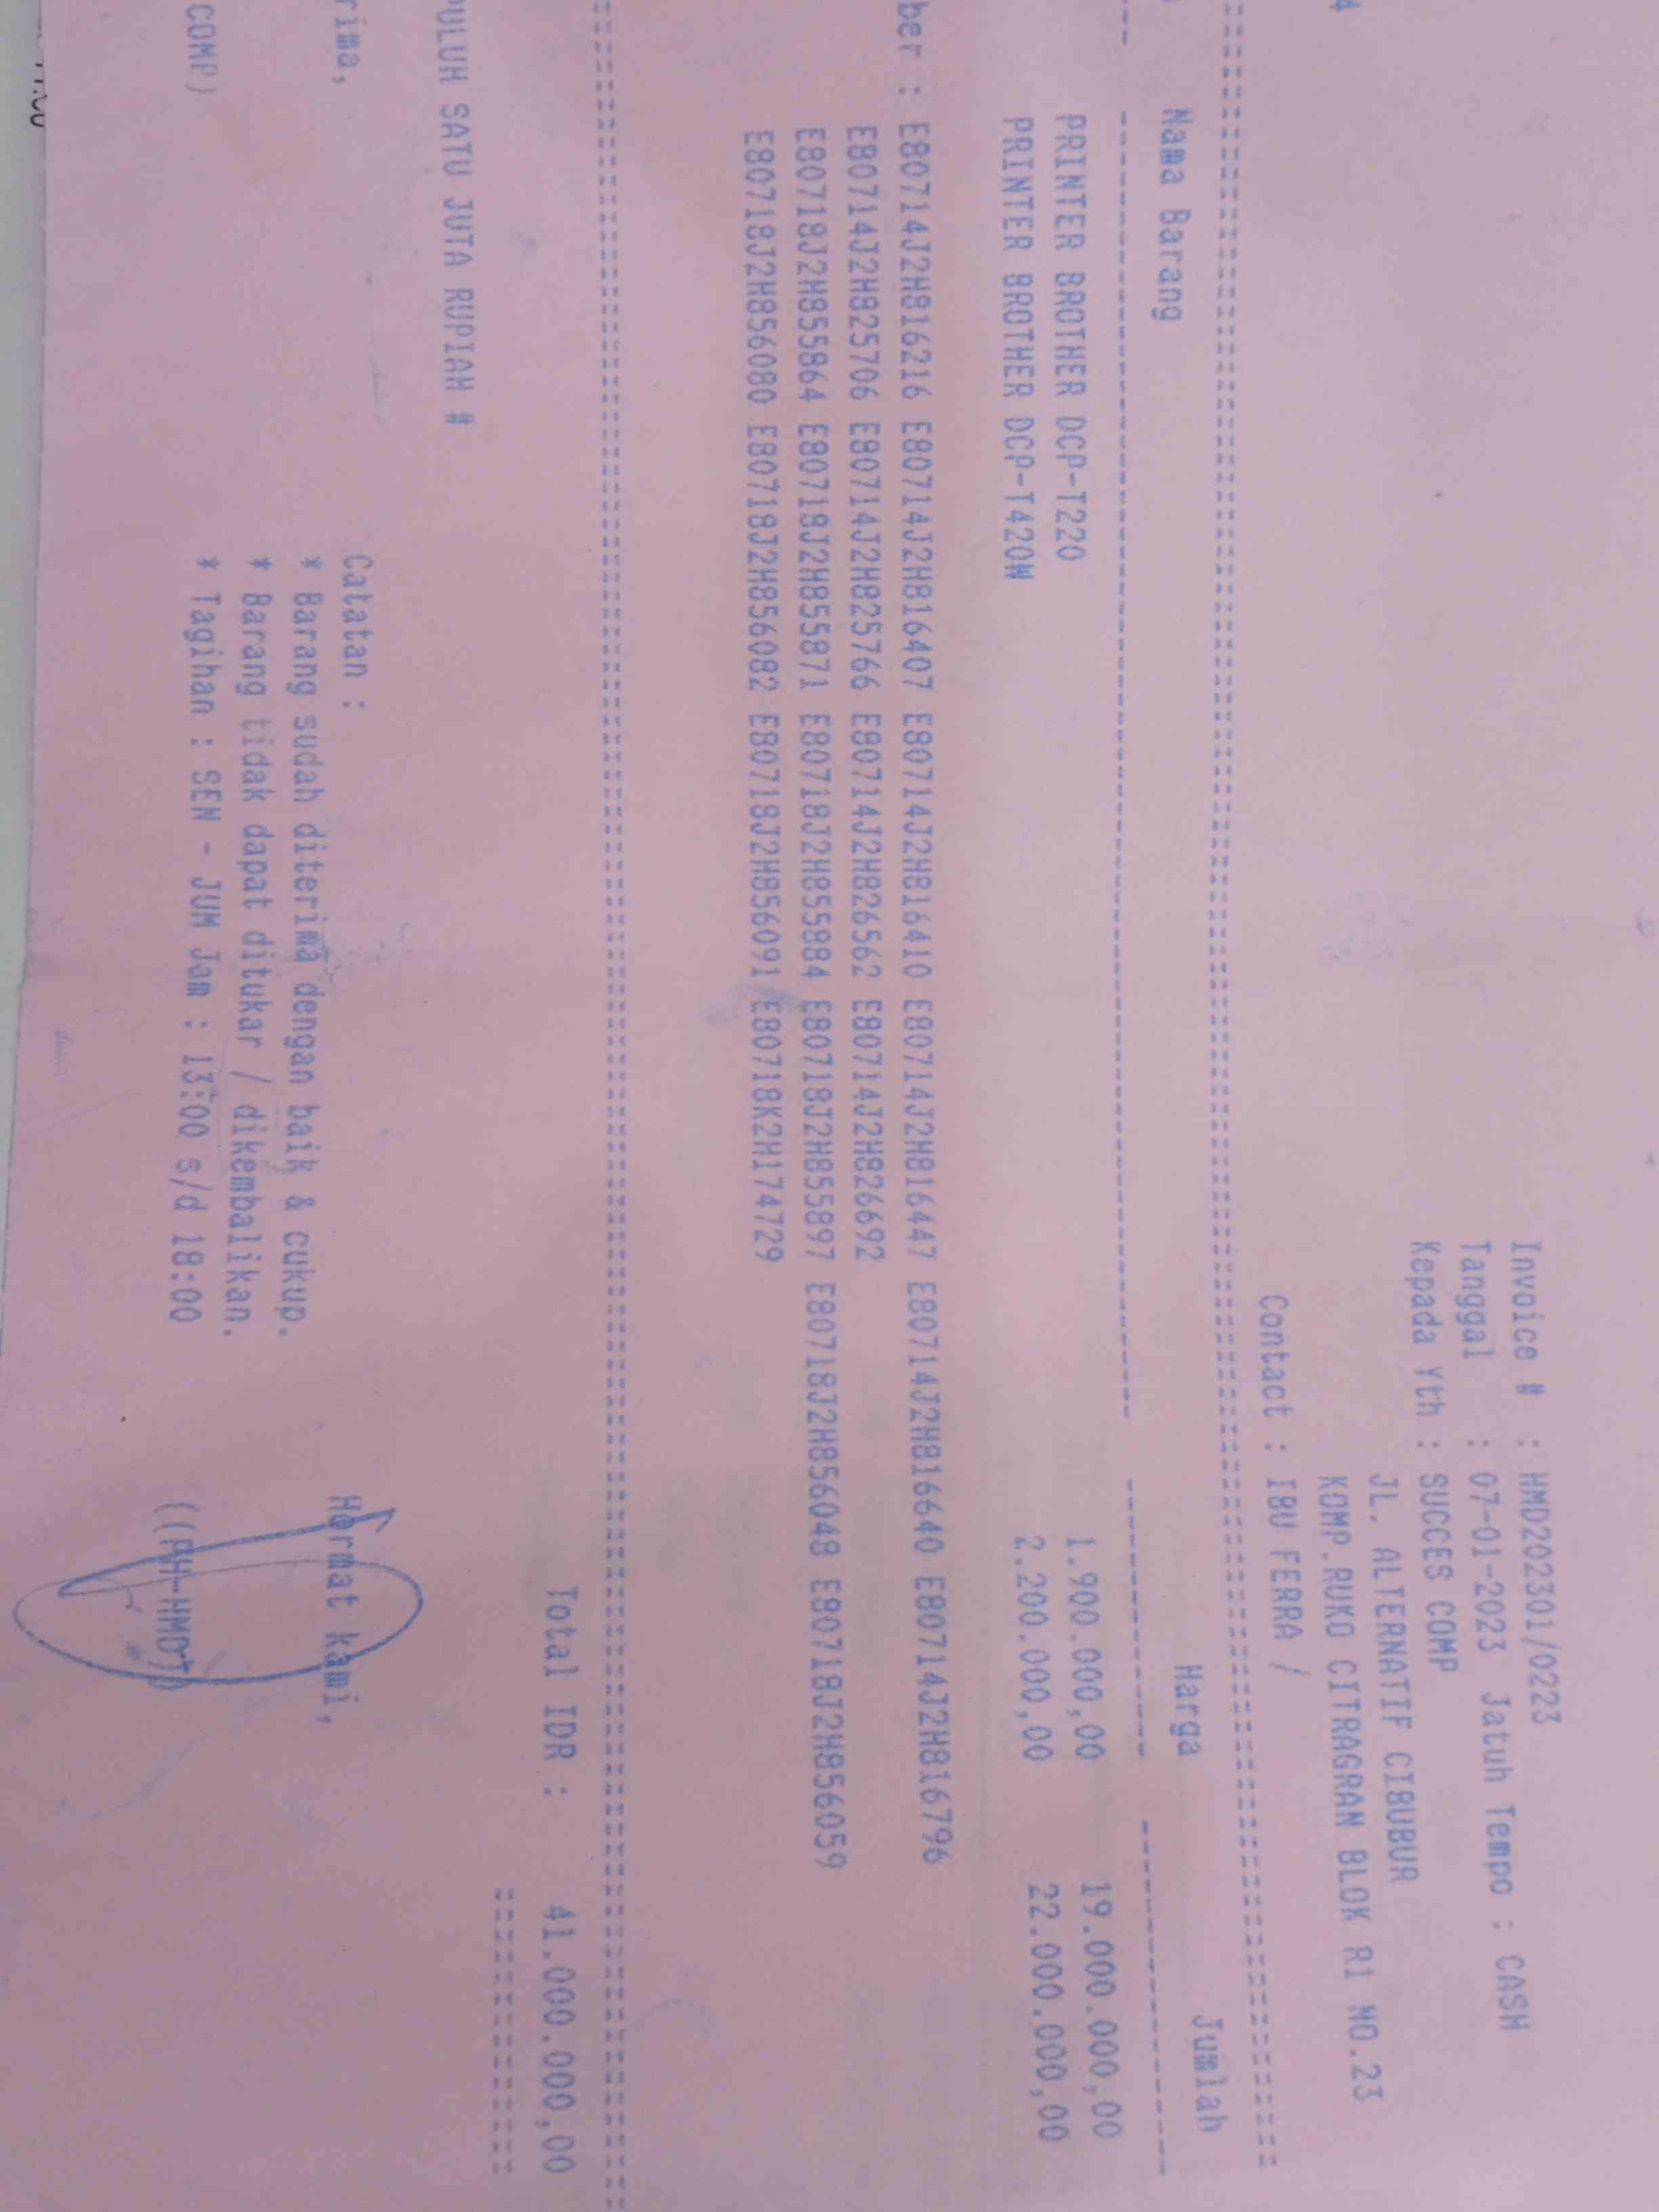 Invoice # : HMD202301/0223
Tanggal : 07-01-2023 Jatuh Tempo : CASH
Kepada Yth : SUCCES COMP
JL. ALTERNATIF CIBUBUR
4 KOMP.RUKO CITRAGRAN BLOK R1 NO.23
Contact : IBU FERRA /
Nama Barang Harga Jumlah
PRINTER BROTHER DCP-T220 1.900.000,00 19.000.000,00
PRINTER BROTHER DCP-T420W 2.200.000,00 22.000.000,00
ber : E80714J2H816216 E80714J2H816407 E80714J2H816410 E80714J2H816447 E80714J2H816640 E80714J2H816796
E80714J2H825706 E80714J2H825766 E80714J2H826562 E80714J2H826692
E80718J2H855864 E80718J2H855871 E80718J2H855884 E80718J2H855897 E80718J2H856048 E80718J2H856059
E80718J2H856080 E80718J2H856082 E80718J2H856091 E80718K2H174729
Total IDR : 41.000.000,00
PULUH SATU JUTA RUPIAH #
rima, Catatan : Hormat kami,
* Barang sudah diterima dengan baik & cukup.
* Barang tidak dapat ditukar / dikembalikan.
COMP) * Tagihan : SEN - JUM Jam : 13:00 s/d 18:00 ((PH-HMDT)